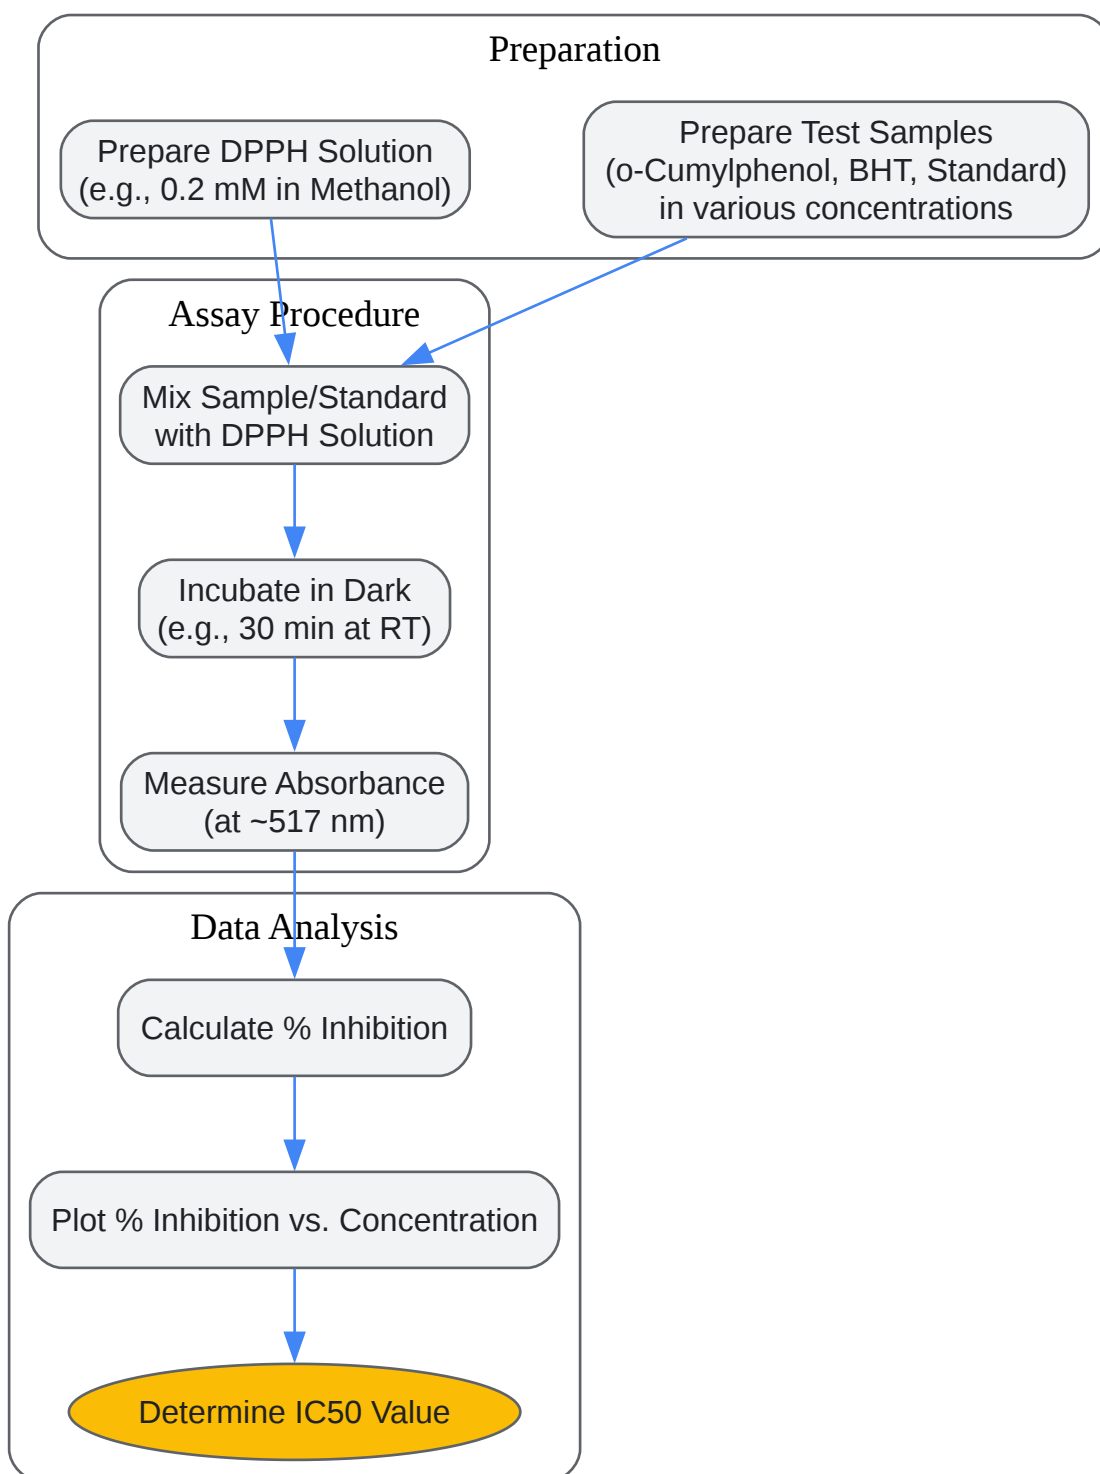 Preparation
Prepare DPPH Solution
(e.g., 0.2 mM in Methanol)
Prepare Test Samples
(o-Cumylphenol, BHT, Standard)
in various concentrations
Assay Procedure
Mix Sample/Standard
with DPPH Solution
Incubate in Dark
(e.g., 30 min at RT)
Measure Absorbance
(at ~517 nm)
Data Analysis
Calculate % Inhibition
Plot % Inhibition vs. Concentration
Determine IC50 Value